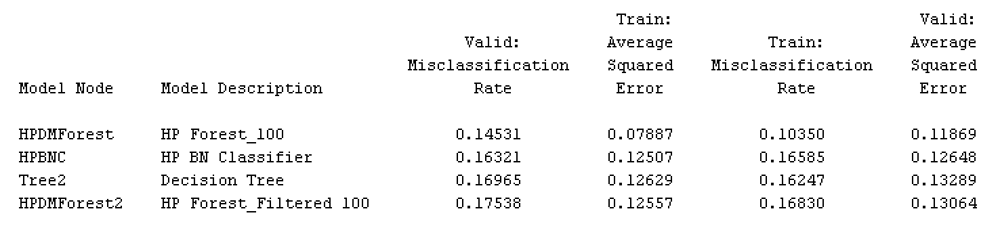 Train: Valid:
Valid: Average Train: Average
Misclassification Squared Misclassification Squared
Model Node Model Description Rate Error Rate Error
HPDMForest HP Forest_100 0.14531 0.07887 0.10350 0.11869
HPBNC HP BN Classifier 0.16321 0.12507 0.16585 0.12648
Tree2 Decision Tree 0.16965 0.12629 0.16247 0.13289
HPDMForest2 HP Forest_Filtered 100 0.17538 0.12557 0.16830 0.13064